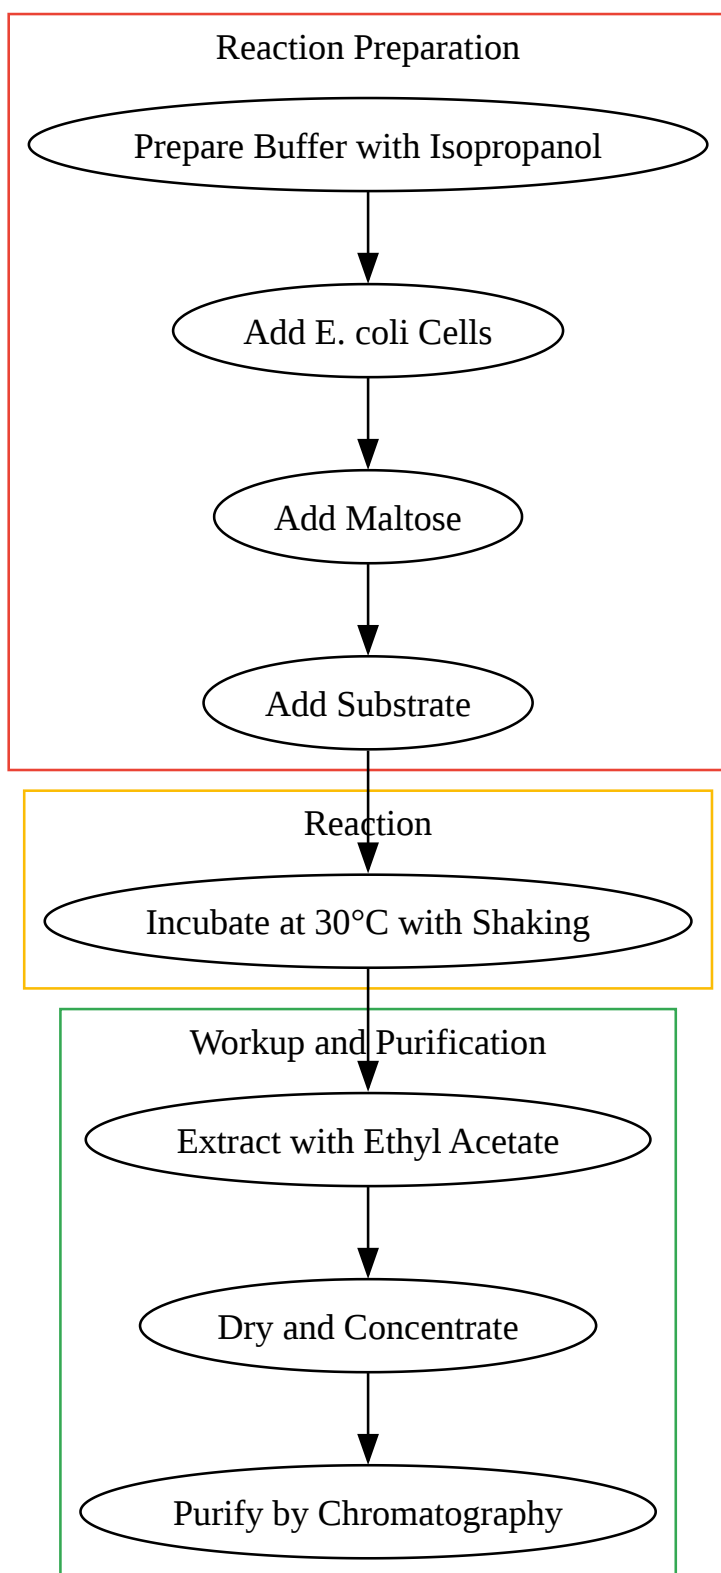 Reaction Preparation
Prepare Buffer with Isopropanol
Add E. coli Cells
Add Maltose
Add Substrate
Reaction
Incubate at 30°C with Shaking
Workup and Purification
Extract with Ethyl Acetate
Dry and Concentrate
Purify by Chromatography